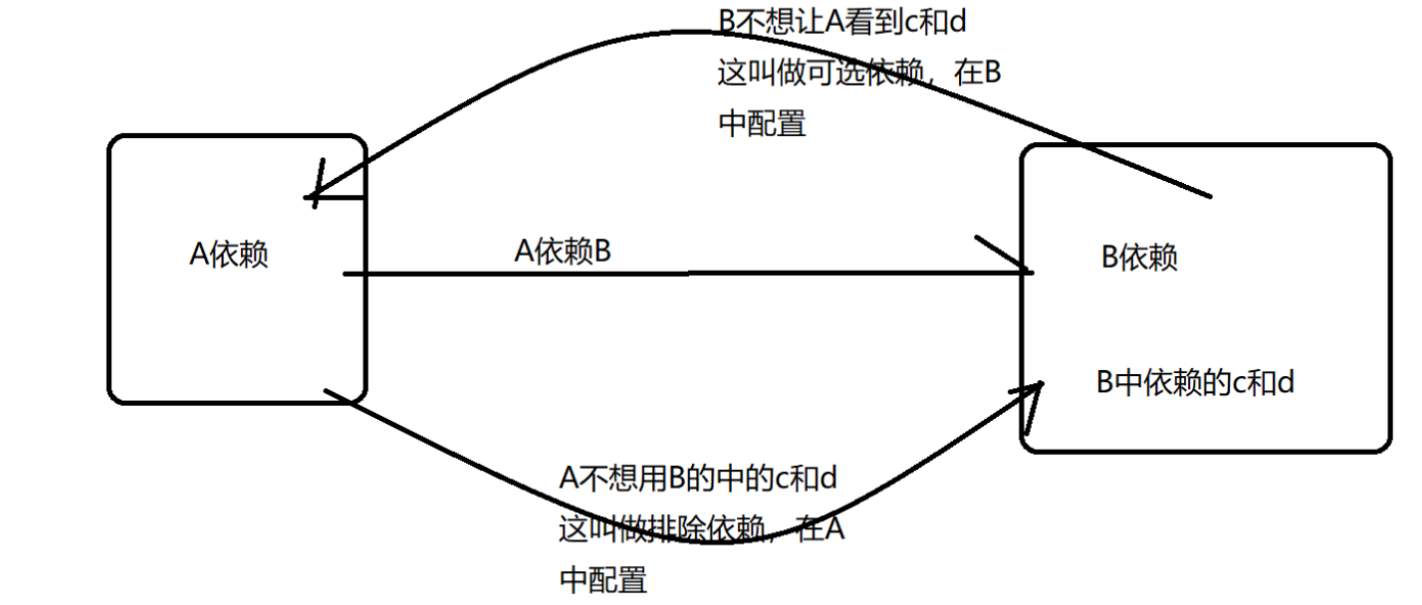 B不想让A看到c和d
这叫做可选依赖，在B
中配置
A依赖
A依赖B
B依赖
B中依赖的c和d
A不想用B的中的c和d
这叫做排除依赖，在A
中配置